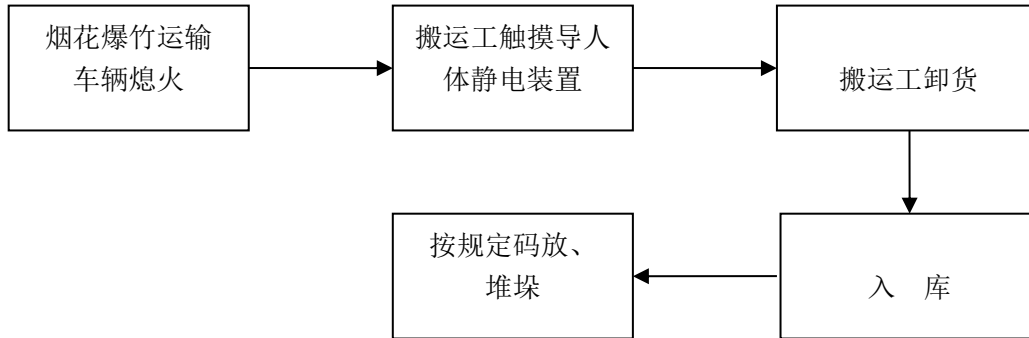 烟花爆竹运输
车辆熄火
搬运工触摸导人
体静电装置
搬运工卸货
按规定码放、
堆垛
入　库